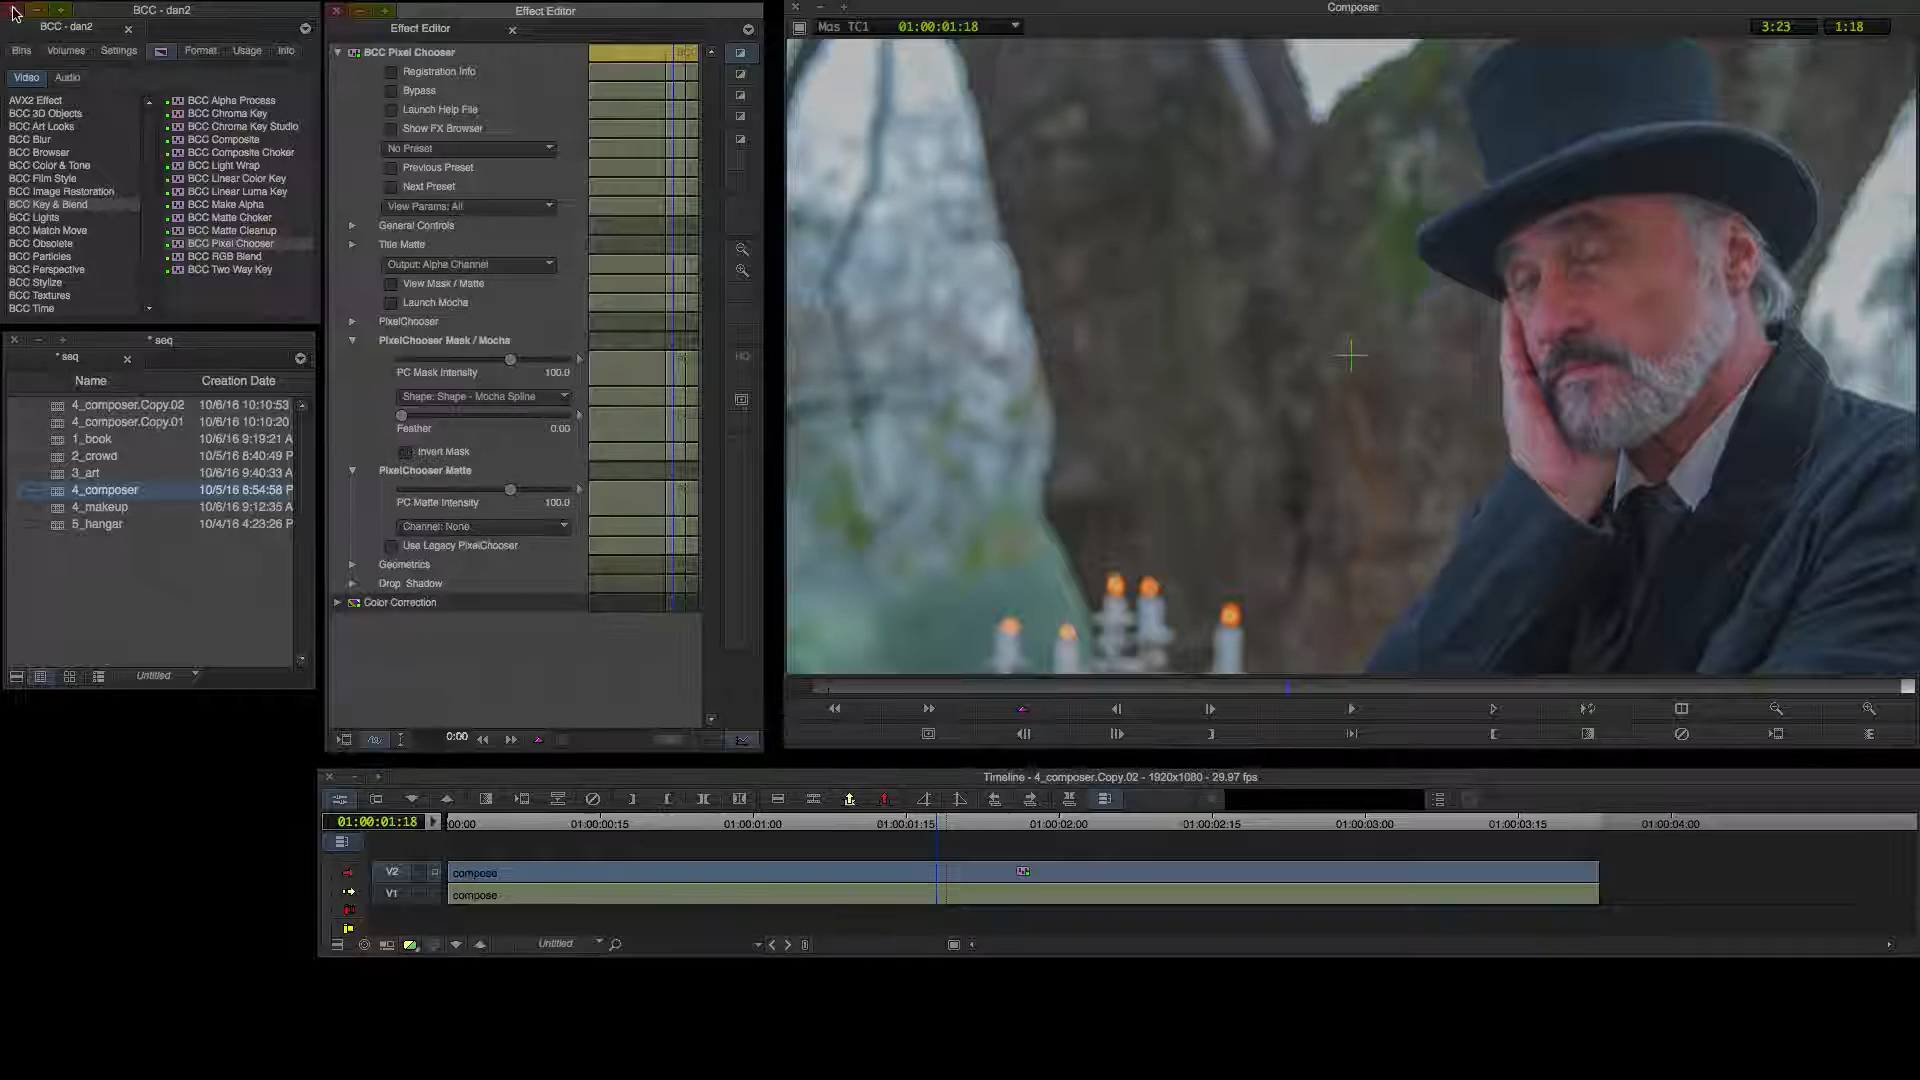 BCC - dan2
BCC - dan2
Bins Volumes Settings Format Usage Info
Video Audio
AVX2 Effect
BCC 3D Objects
BCC Art Looks
BCC Blur
BCC Browser
BCC Color & Tone
BCC Film Style
BCC Image Restoration
BCC Key & Blend
BCC Lights
BCC Match Move
BCC Obsolete
BCC Particles
BCC Perspective
BCC Stylize
BCC Textures
BCC Time
BCC Alpha Process
BCC Chroma Key
BCC Chroma Key Studio
BCC Composite
BCC Composite Choker
BCC Light Wrap
BCC Linear Color Key
BCC Linear Luma Key
BCC Make Alpha
BCC Matte Choker
BCC Matte Cleanup
BCC Pixel Chooser
BCC RGB Blend
BCC Two Way Key
* seq
* seq
Name Creation Date
4_composer.Copy.02 10/6/16 10:10:53
4_composer.Copy.01 10/6/16 10:10:20
1_book 10/6/16 9:19:21 A
2_crowd 10/5/16 8:40:49 P
3_art 10/6/16 9:40:33 A
4_composer 10/5/16 8:54:58 P
4_makeup 10/6/16 9:12:35 A
5_hangar 10/4/16 4:23:26 P
Untitled
Effect Editor
Effect Editor
BCC Pixel Chooser
BCC
Registration Info
Bypass
Launch Help File
Show FX Browser
No Preset
Previous Preset
Next Preset
View Params: All
General Controls
Title Matte
Output: Alpha Channel
View Mask / Matte
Launch Mocha
PixelChooser
PixelChooser Mask / Mocha
PC Mask Intensity 100.0
Shape: Shape - Mocha Spline
Feather 0.00
Invert Mask
PixelChooser Matte
PC Matte Intensity 100.0
Channel: None
Use Legacy PixelChooser
Geometrics
Drop Shadow
Color Correction
HQ
0:00
Composer
Mas TC1 01:00:01:18 3:23 1:18
Timeline - 4_composer.Copy.02 - 1920x1080 - 29.97 fps
01:00:01:18
00:00 01:00:00:15 01:00:01:00 01:00:01:15 01:00:02:00 01:00:02:15 01:00:03:00 01:00:03:15 01:00:04:00
V2 compose
V1 compose
Untitled